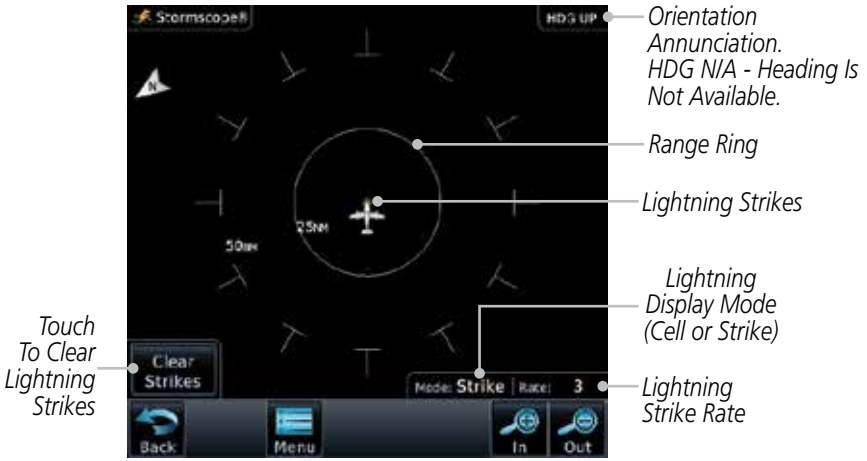 Stormscope®
HDG UP
Orientation
Annunciation.
HDG N/A - Heading Is
Not Available.
N
Range Ring
Lightning Strikes
25NM
50NM
Lightning
Display Mode
(Cell or Strike)
Touch
To Clear
Lightning
Strikes
Clear
Strikes
Mode: Strike Rate: 3
Lightning
Strike Rate
Back
Menu
In
Out